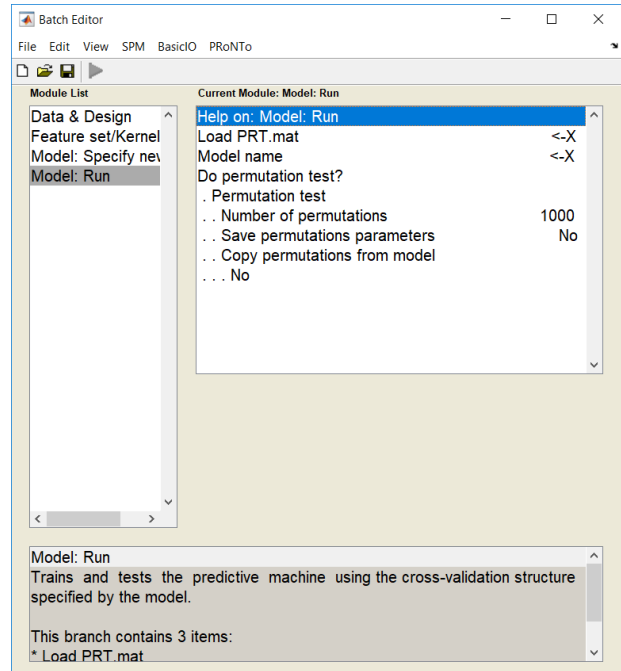 Batch Editor
File Edit View SPM BasicIO PRoNTo
Module List
Data & Design
Feature set/Kernel
Model: Specify nev
Model: Run
Current Module: Model: Run
Help on: Model: Run
Load PRT.mat <-X
Model name <-X
Do permutation test?
. Permutation test
. . Number of permutations 1000
. . Save permutations parameters No
. . Copy permutations from model
. . . No
Model: Run
Trains and tests the predictive machine using the cross-validation structure
specified by the model.
This branch contains 3 items:
* Load PRT.mat